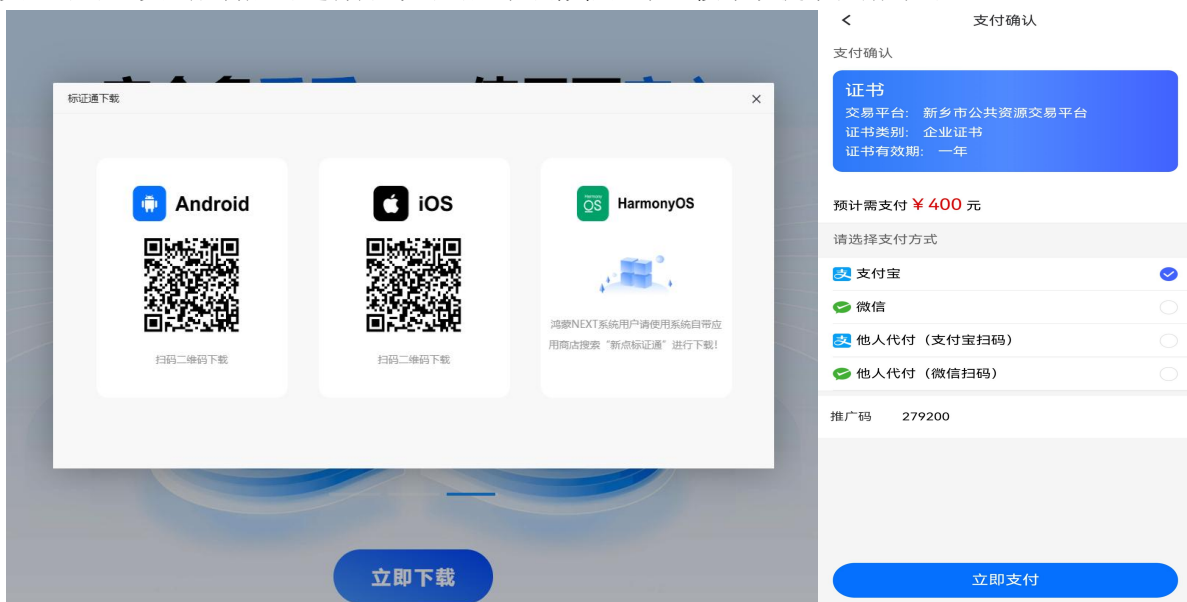 标证通下载
Android
扫码二维码下载
iOS
扫码二维码下载
HarmonyOS
鸿蒙NEXT系统用户请使用系统自带应
用商店搜索“新点标证通”进行下载!
立即下载
支付确认
支付确认
证书
交易平台: 新乡市公共资源交易平台
证书类别: 企业证书
证书有效期: 一年
预计需支付 ¥ 400 元
请选择支付方式
支付宝
微信
他人代付(支付宝扫码)
他人代付(微信扫码)
推广码 279200
立即支付